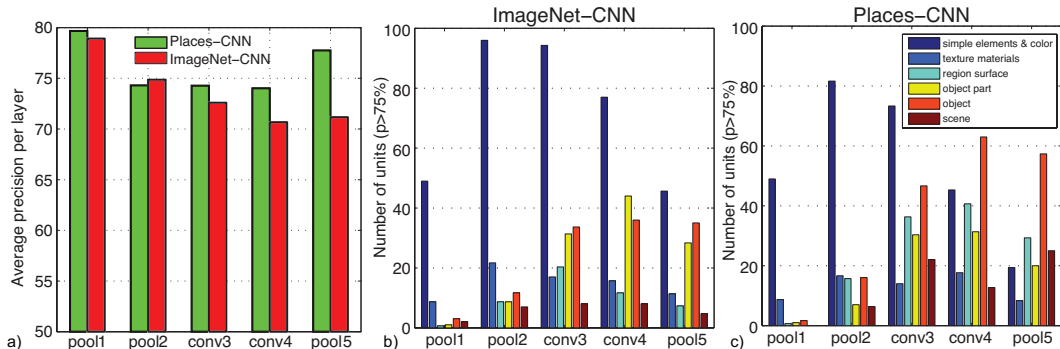 ImageNet-CNN
Places-CNN
80
75
70
65
60
55
50
Average precision per layer
Places-CNN
ImageNet-CNN
pool1 pool2 conv3 conv4 pool5
a)
100
80
60
40
20
0
Number of units (p>75%)
pool1 pool2 conv3 conv4 pool5
b)
100
80
60
40
20
0
Number of units (p>75%)
simple elements & color
texture materials
region surface
object part
object
scene
pool1 pool2 conv3 conv4 pool5
c)